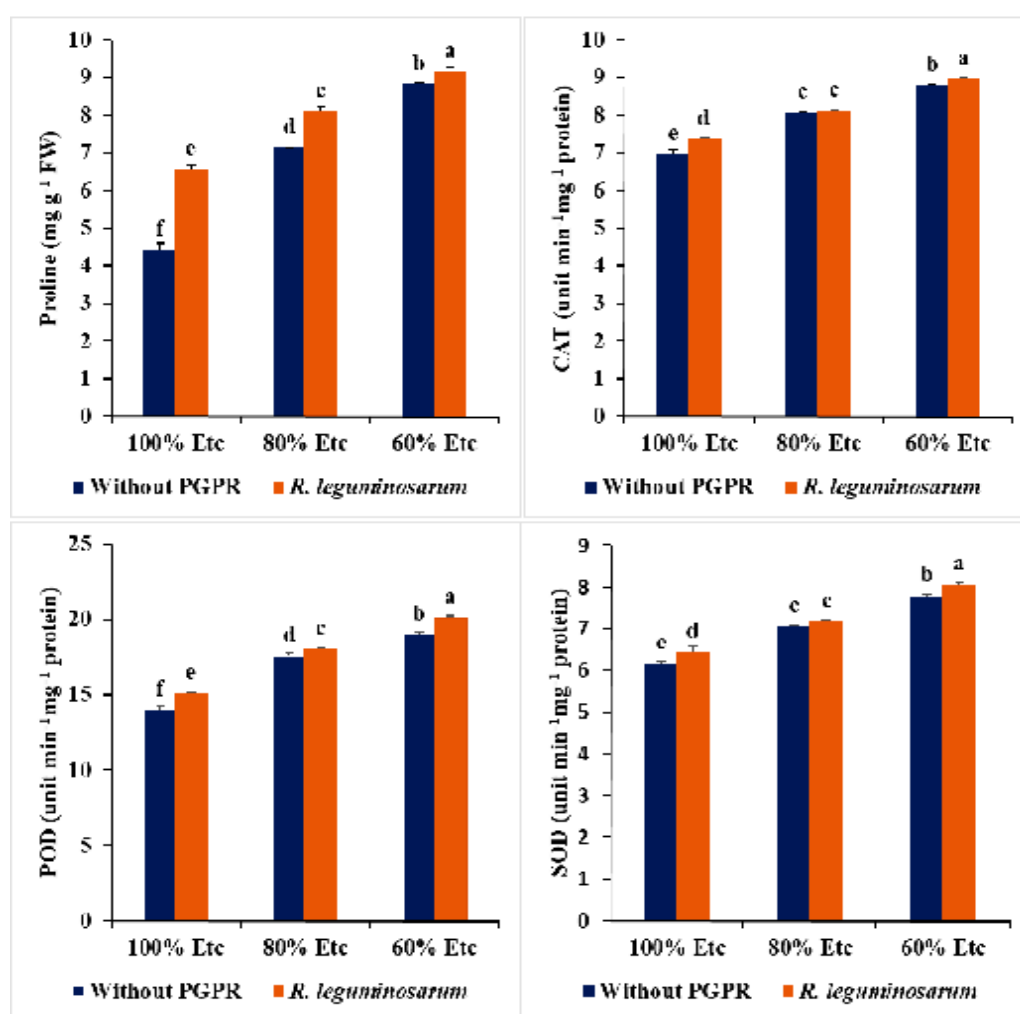 10
9
8
7
6
5
4
3
2
1
0
Proline (mg g-1 FW)
f
e
d
c
b
a
100% Etc
80% Etc
60% Etc
Without PGPR
R. leguminosarum
10
9
8
7
6
5
4
3
2
1
0
CAT (unit min-1mg-1 protein)
e
d
c
c
b
a
100% Etc
80% Etc
60% Etc
Without PGPR
R. leguminosarum
25
20
15
10
5
0
POD (unit min-1mg-1 protein)
f
e
d
c
b
a
100% Etc
80% Etc
60% Etc
Without PGPR
R. leguminosarum
9
8
7
6
5
4
3
2
1
0
SOD (unit min-1mg-1 protein)
e
d
c
c
b
a
100% Etc
80% Etc
60% Etc
Without PGPR
R. leguminosarum